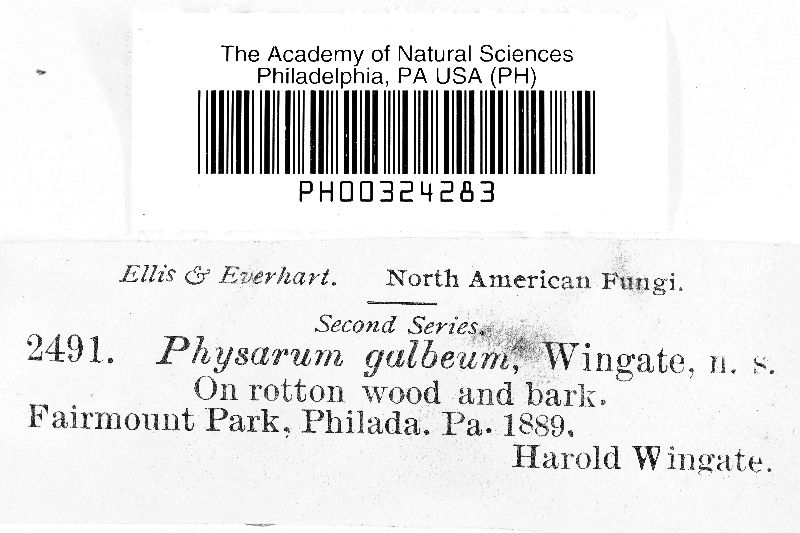 The Academy of Natural Sciences
Philadelphia, PA USA (PH)
PH00324283
Ellis & Everhart. North American Fungi.
Second Series.
2491. Physarum galbeum, Wingate, n. s.
On rotton wood and bark.
Fairmount Park, Philada. Pa. 1889.
Harold Wingate.